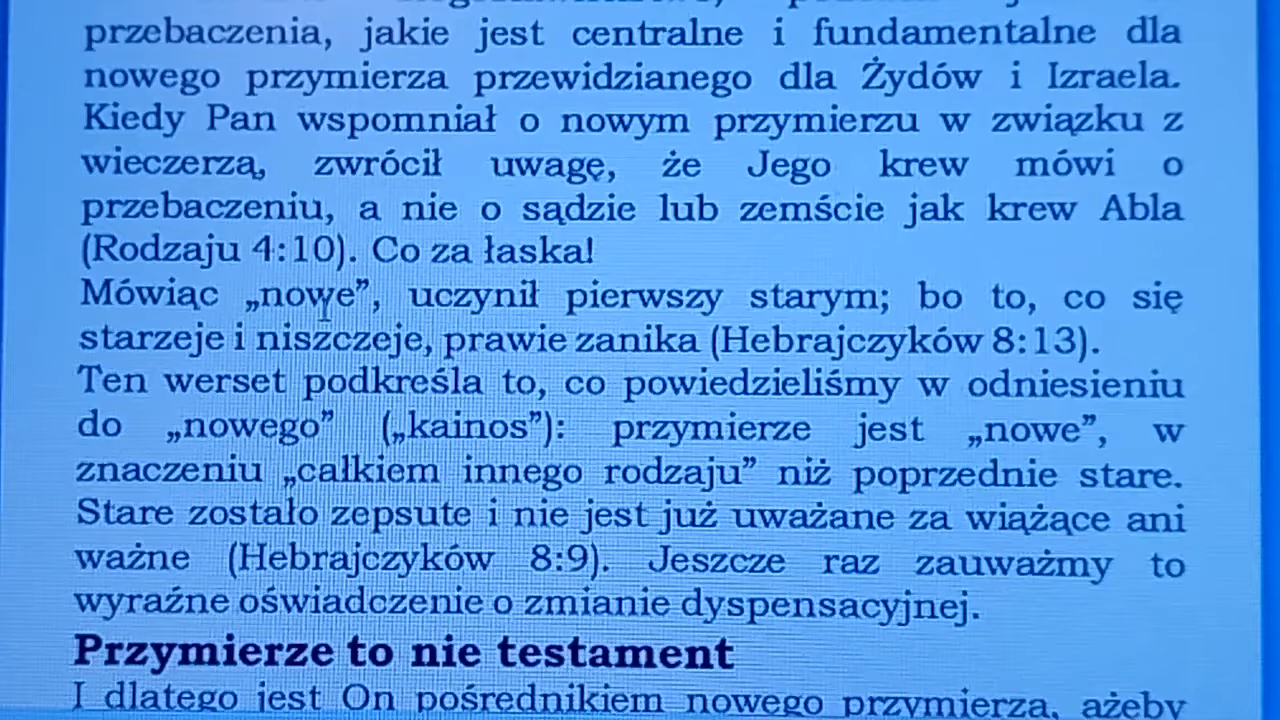 przebaczenia, jakie jest centralne i fundamentalne dla
nowego przymierza przewidzianego dla Żydów i Izraela.
Kiedy Pan wspomniał o nowym przymierzu w związku z
wieczerzą, zwrócił uwagę, że Jego krew mówi o
przebaczeniu, a nie o sądzie lub zemście jak krew Abla
(Rodzaju 4:10). Co za łaska!
Mówiąc „nowe”, uczynił pierwszy starym; bo to, co się
starzeje i niszczeje, prawie zanika (Hebrajczyków 8:13).
Ten werset podkreśla to, co powiedzieliśmy w odniesieniu
do „nowego” („kainos”): przymierze jest „nowe”, w
znaczeniu „całkiem innego rodzaju” niż poprzednie stare.
Stare zostało zepsute i nie jest już uważane za wiążące ani
ważne (Hebrajczyków 8:9). Jeszcze raz zauważmy to
wyraźne oświadczenie o zmianie dyspensacyjnej.
Przymierze to nie testament
I dlatego jest On pośrednikiem nowego przymierza, ażeby